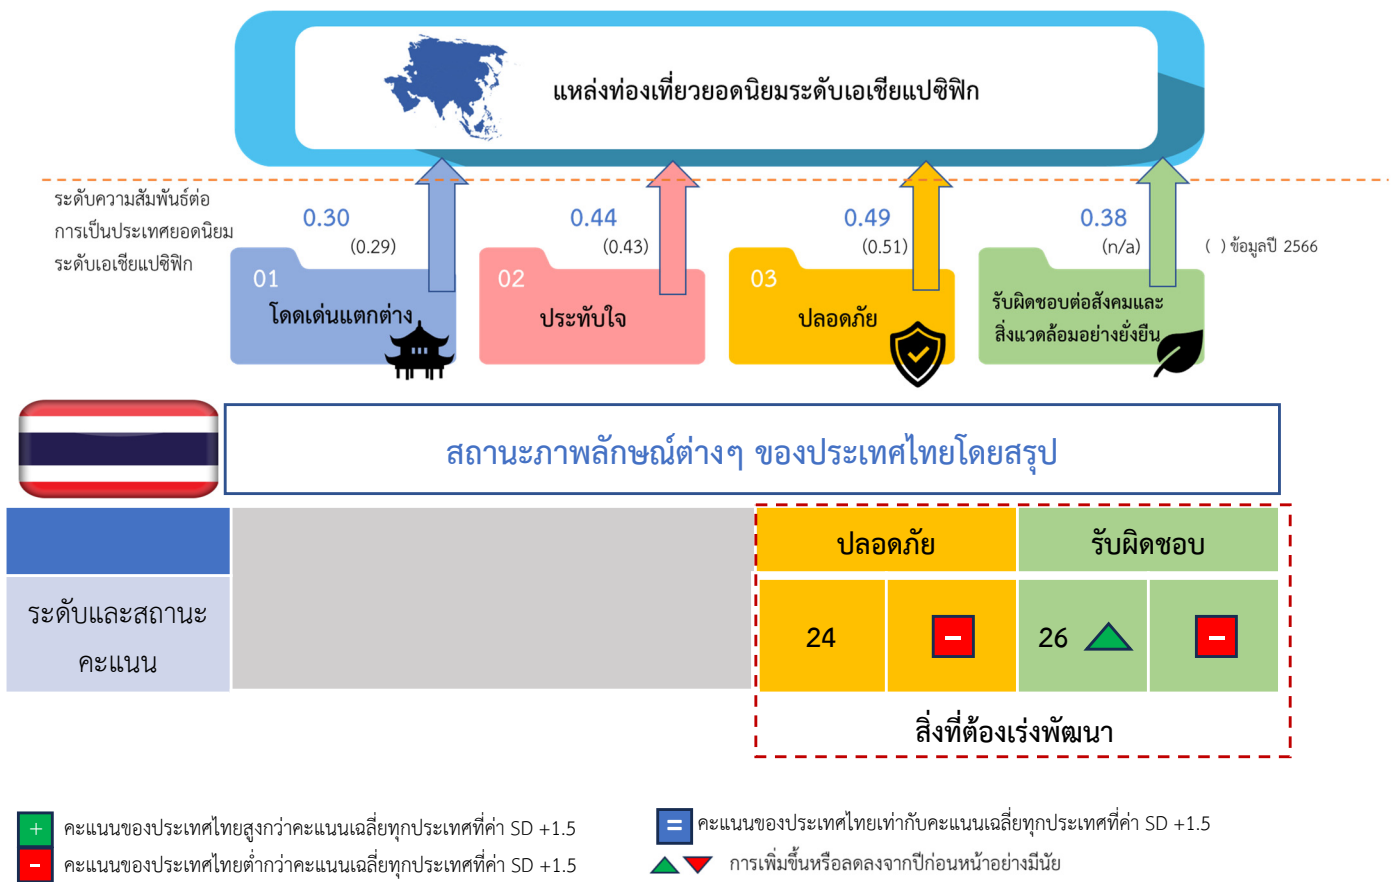 แหล่งท่องเที่ยวยอดนิยมระดับเอเชียแปซิฟิก
ระดับความสัมพันธ์ต่อ
การเป็นประเทศยอดนิยม
ระดับเอเชียแปซิฟิก
0.30
(0.29)
0.44
(0.43)
0.49
(0.51)
0.38
(n/a)
( ) ข้อมูลปี 2566
01
โดดเด่นแตกต่าง
02
ประทับใจ
03
ปลอดภัย
รับผิดชอบต่อสังคมและ
สิ่งแวดล้อมอย่างยั่งยืน
สถานะภาพลักษณ์ต่างๆ ของประเทศไทยโดยสรุป
ปลอดภัย
รับผิดชอบ
ระดับและสถานะ
คะแนน
24
-
26
-
สิ่งที่ต้องเร่งพัฒนา
+ คะแนนของประเทศไทยสูงกว่าคะแนนเฉลี่ยทุกประเทศที่ค่า SD +1.5
= คะแนนของประเทศไทยเท่ากับคะแนนเฉลี่ยทุกประเทศที่ค่า SD +1.5
- คะแนนของประเทศไทยต่ำกว่าคะแนนเฉลี่ยทุกประเทศที่ค่า SD +1.5
การเพิ่มขึ้นหรือลดลงจากปีก่อนหน้าอย่างมีนัย